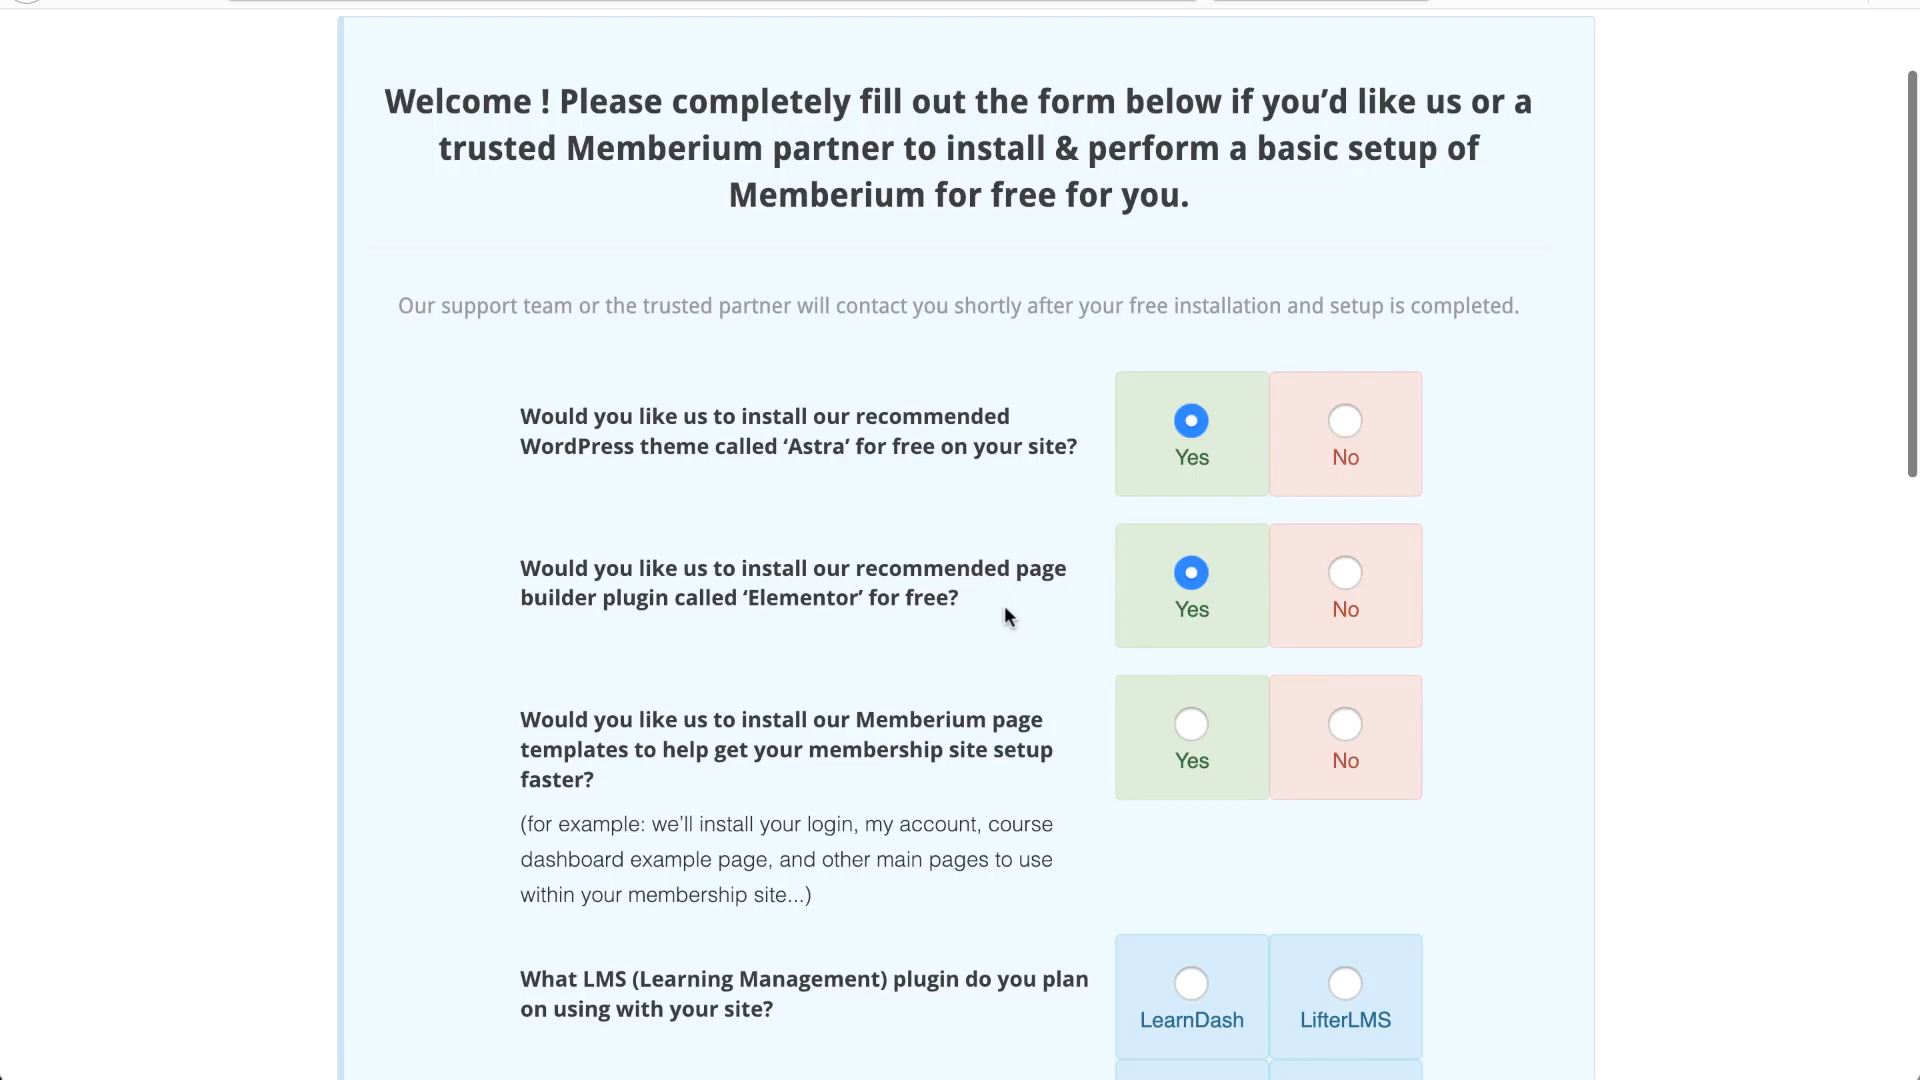 Welcome ! Please completely fill out the form below if you’d like us or a
trusted Memberium partner to install & perform a basic setup of
Memberium for free for you.
Our support team or the trusted partner will contact you shortly after your free installation and setup is completed.
Would you like us to install our recommended
WordPress theme called ‘Astra’ for free on your site?
Yes
No
Would you like us to install our recommended page
builder plugin called ‘Elementor’ for free?
Yes
No
Would you like us to install our Memberium page
templates to help get your membership site setup
faster?
Yes
No
(for example: we’ll install your login, my account, course
dashboard example page, and other main pages to use
within your membership site...)
What LMS (Learning Management) plugin do you plan
on using with your site?
LearnDash
LifterLMS